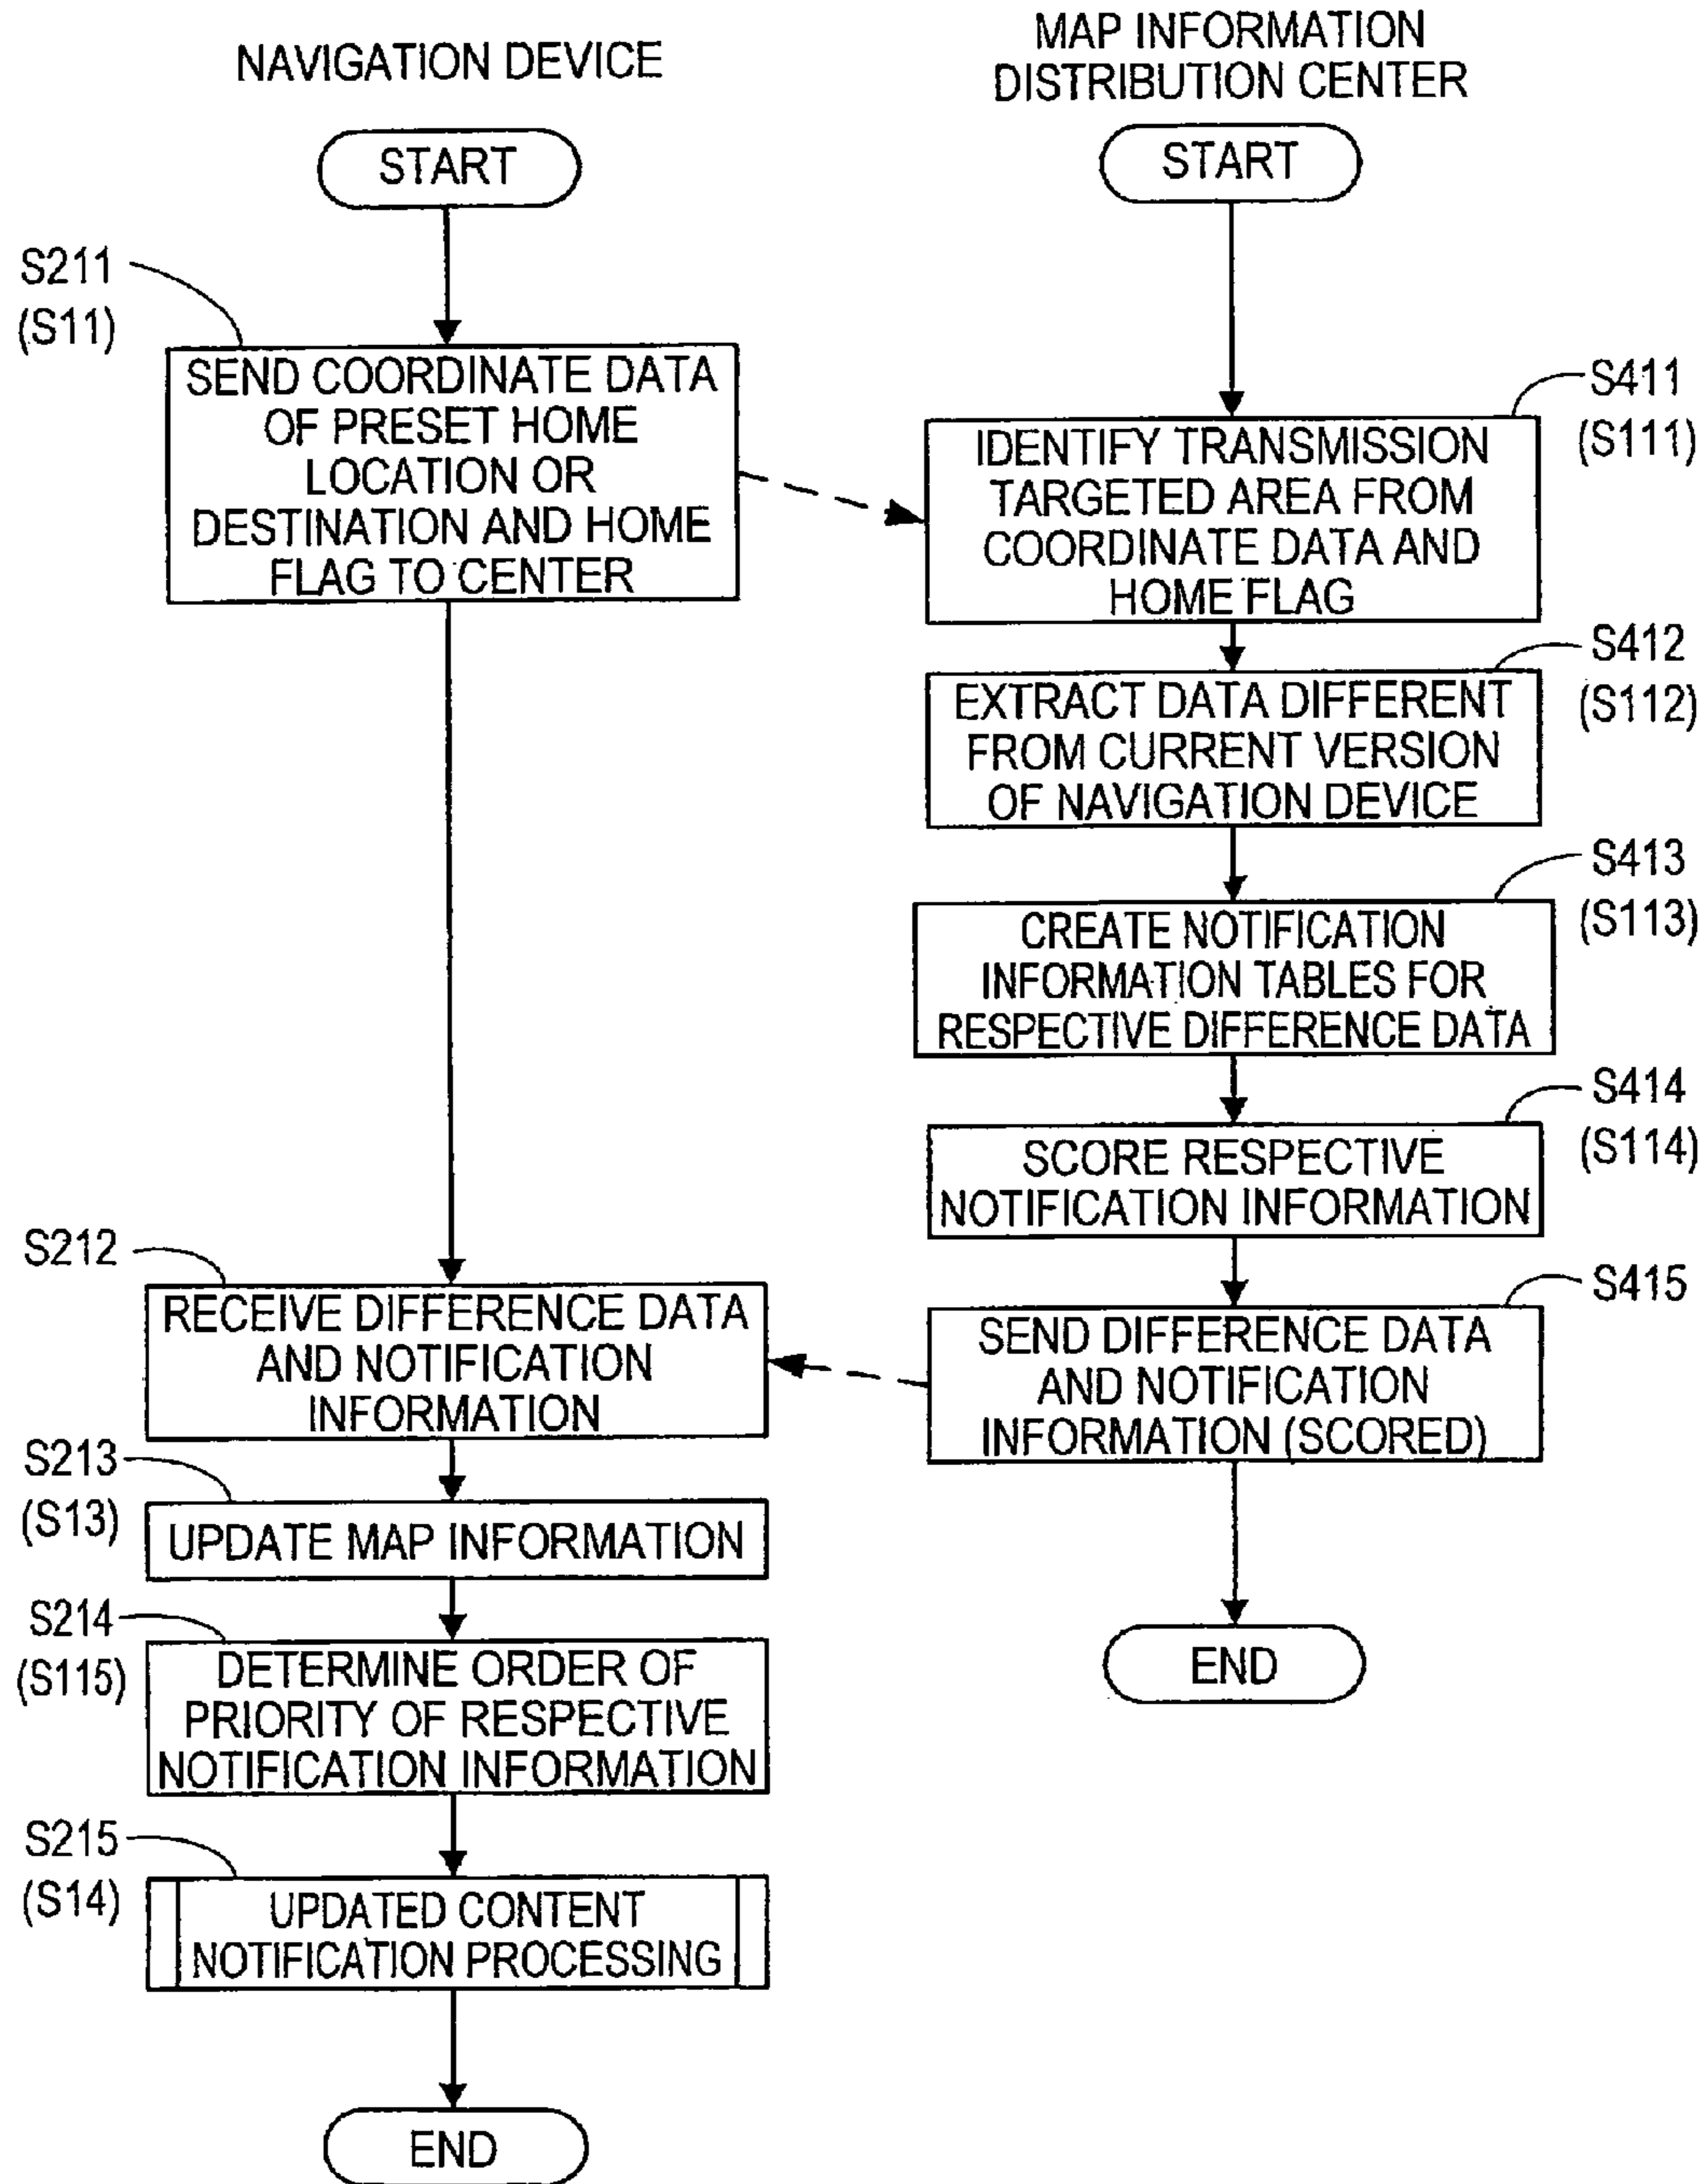 NAVIGATION DEVICE
START
S211
(S11)
SEND COORDINATE DATA
OF PRESET HOME
LOCATION OR
DESTINATION AND HOME
FLAG TO CENTER
S212
RECEIVE DIFFERENCE DATA
AND NOTIFICATION
INFORMATION
S213
(S13)
UPDATE MAP INFORMATION
S214
(S115)
DETERMINE ORDER OF
PRIORITY OF RESPECTIVE
NOTIFICATION INFORMATION
S215
(S14)
UPDATED CONTENT
NOTIFICATION PROCESSING
END
MAP INFORMATION
DISTRIBUTION CENTER
START
S411
(S111)
IDENTIFY TRANSMISSION
TARGETED AREA FROM
COORDINATE DATA AND
HOME FLAG
S412
(S112)
EXTRACT DATA DIFFERENT
FROM CURRENT VERSION
OF NAVIGATION DEVICE
S413
(S113)
CREATE NOTIFICATION
INFORMATION TABLES FOR
RESPECTIVE DIFFERENCE DATA
S414
(S114)
SCORE RESPECTIVE
NOTIFICATION INFORMATION
S415
SEND DIFFERENCE DATA
AND NOTIFICATION
INFORMATION (SCORED)
END